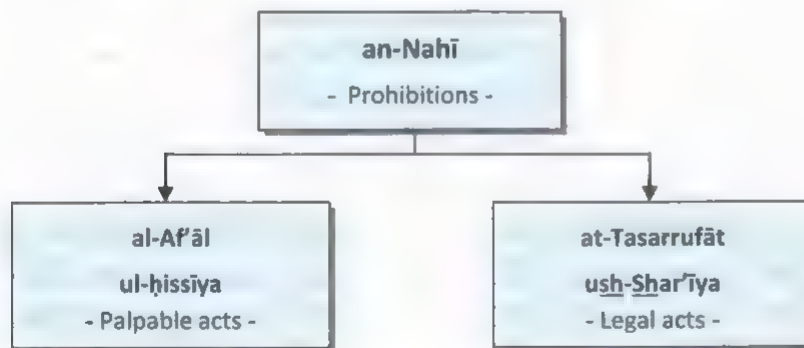 an-Nahī
- Prohibitions -
al-Af’āl
ul-ḥissīya
- Palpable acts -
at-Tasarrufāt
ush-Shar’īya
- Legal acts -